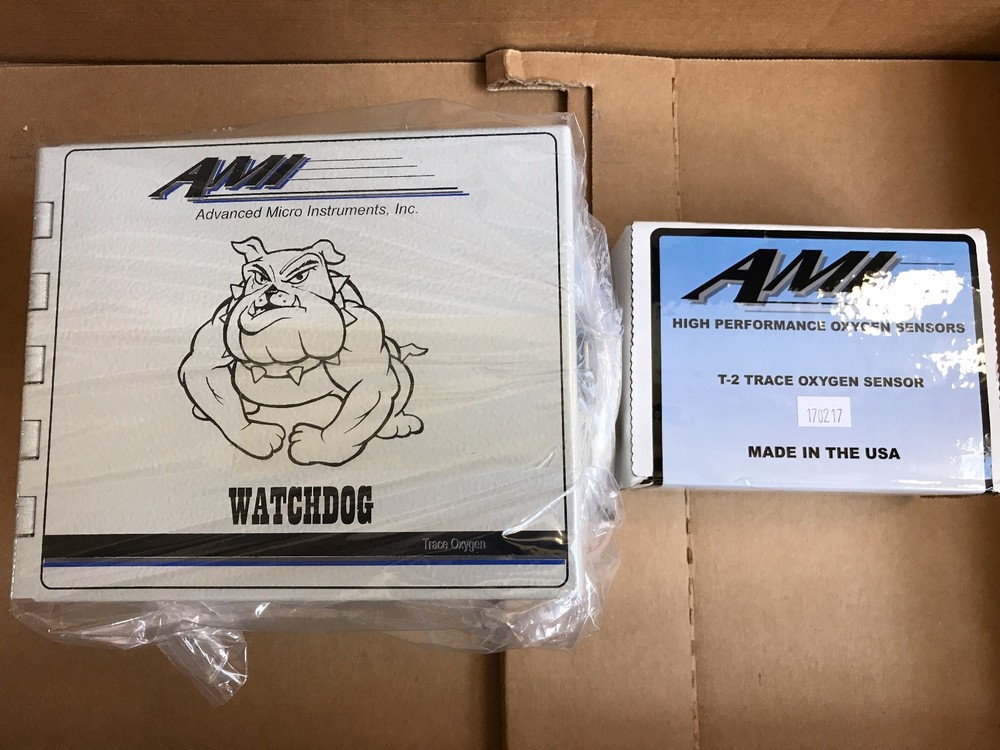 AMI
Advanced Micro Instruments, Inc.
WATCHDOG
Trace Oxygen
AMI
HIGH PERFORMANCE OXYGEN SENSORS
T-2 TRACE OXYGEN SENSOR
170217
MADE IN THE USA